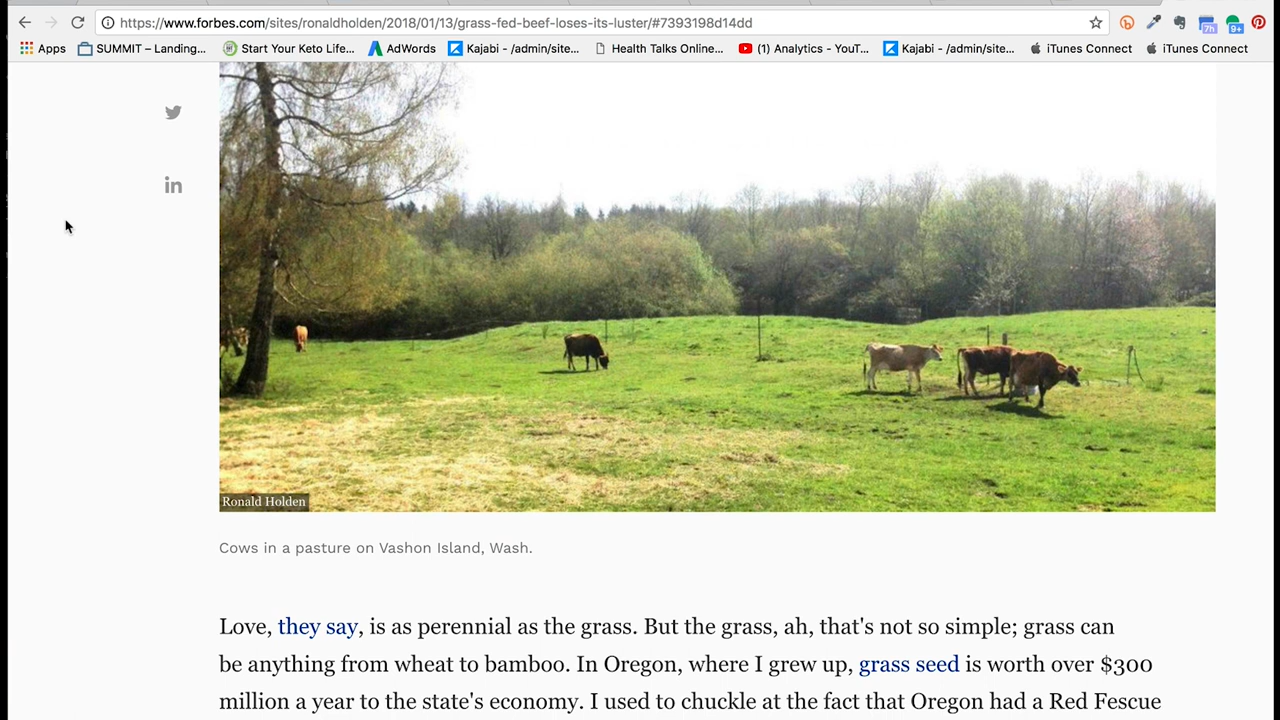 https://www.forbes.com/sites/ronaldholden/2018/01/13/grass-fed-beef-loses-its-luster/#7393198d14dd
7h
9+
Apps
SUMMIT – Landing...
Start Your Keto Life...
AdWords
Kajabi - /admin/site...
Health Talks Online...
(1) Analytics - YouT...
Kajabi - /admin/site...
iTunes Connect
iTunes Connect
in
Ronald Holden
Cows in a pasture on Vashon Island, Wash.
Love, they say, is as perennial as the grass. But the grass, ah, that's not so simple; grass can
be anything from wheat to bamboo. In Oregon, where I grew up, grass seed is worth over $300
million a year to the state's economy. I used to chuckle at the fact that Oregon had a Red Fescue